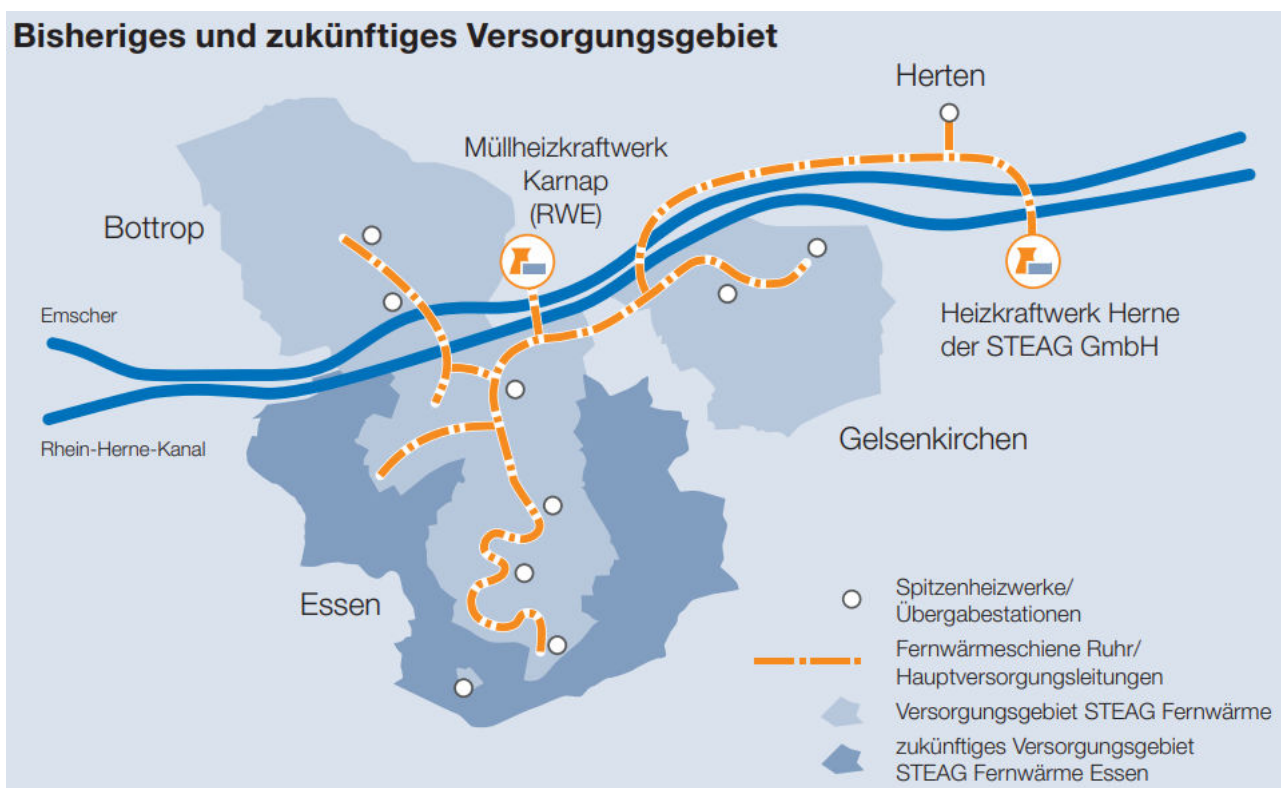 Bisheriges und zukünftiges Versorgungsgebiet
Herten
Müllheizkraftwerk
Karnap
(RWE)
Bottrop
Emscher
Heizkraftwerk Herne
der STEAG GmbH
Rhein-Herne-Kanal
Gelsenkirchen
Essen
Spitzenheizwerke/
Übergabestationen
Fernwärmeschiene Ruhr/
Hauptversorgungsleitungen
Versorgungsgebiet STEAG Fernwärme
zukünftiges Versorgungsgebiet
STEAG Fernwärme Essen